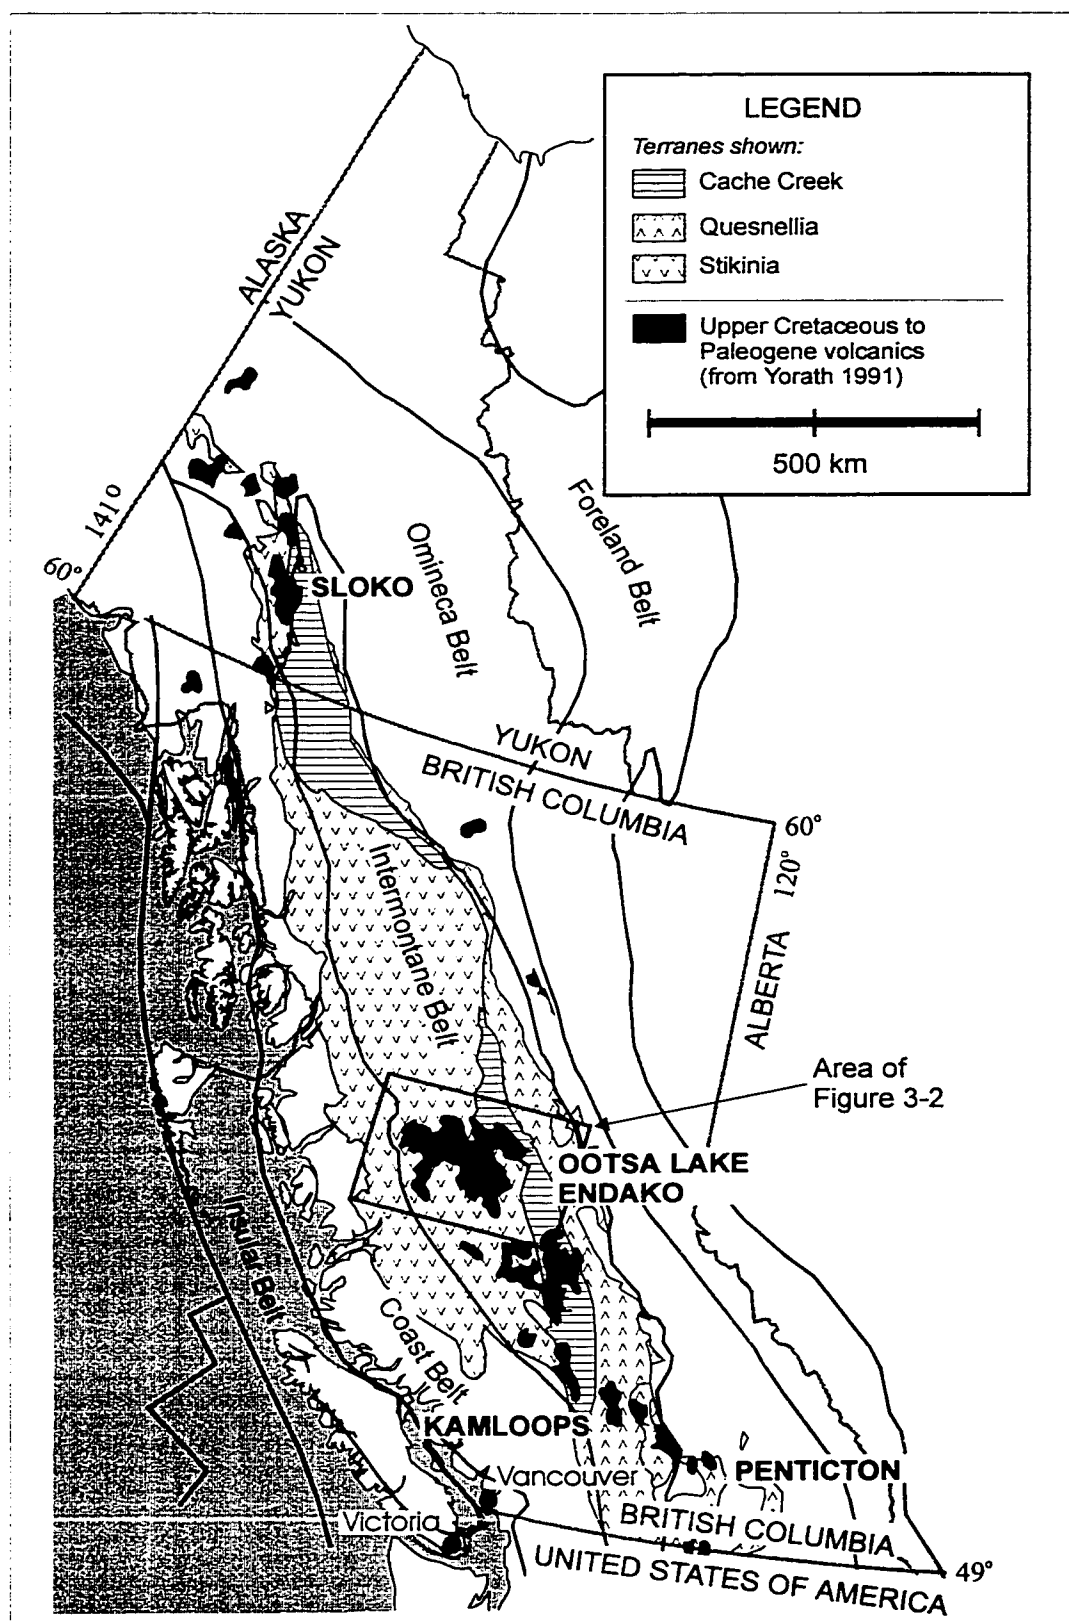 LEGEND
Terranes shown:
Cache Creek
Quesnellia
Stikinia
Upper Cretaceous to
Paleogene volcanics
(from Yorath 1991)
500 km
ALASKA
YUKON
1410
60°
SLOKO
Omineca Belt
Foreland Belt
YUKON
BRITISH COLUMBIA
60°
120°
ALBERTA
Intermontane Belt
Area of
Figure 3-2
OOTSA LAKE
ENDAKO
Insular Belt
Coast Belt
KAMLOOPS
PENTICTON
Vancouver
Victoria
BRITISH COLUMBIA
UNITED STATES OF AMERICA
49°